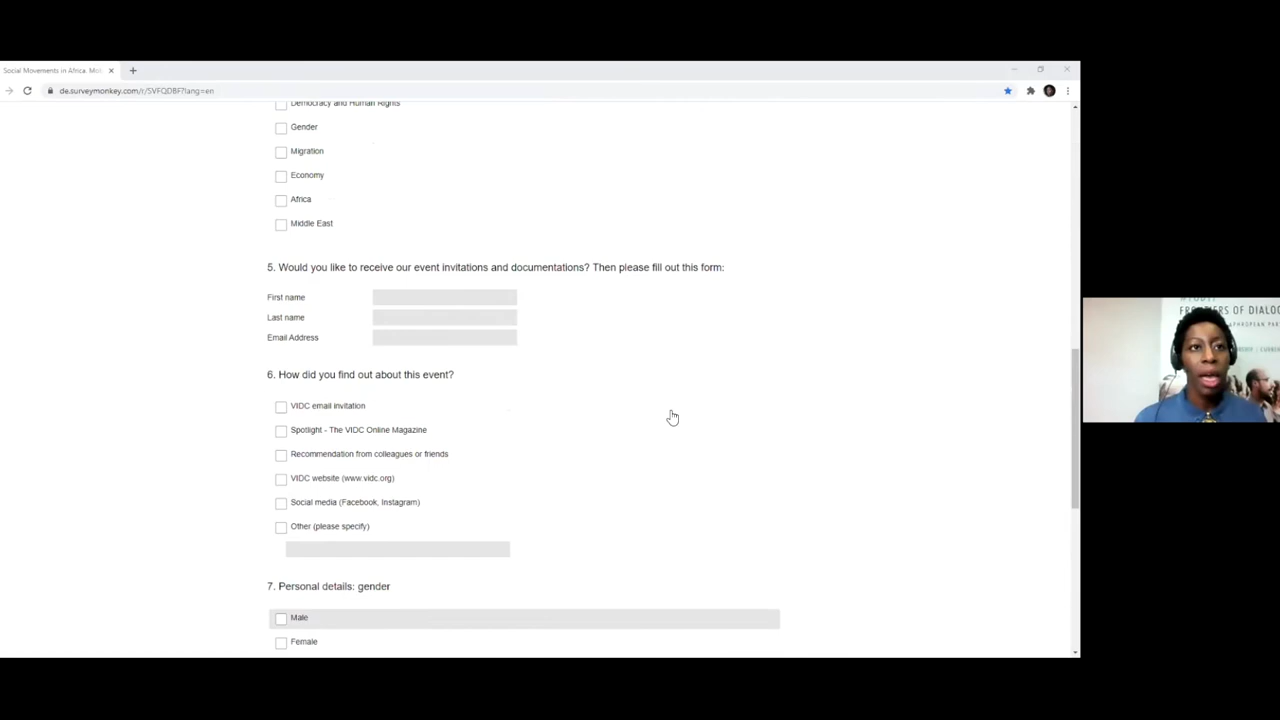 Social Movements in Africa. Mob
de.surveymonkey.com/r/SVFQDBF?lang=en
Democracy and Human Rights
Gender
Migration
Economy
Africa
Middle East
5. Would you like to receive our event invitations and documentations? Then please fill out this form:
First name
Last name
Email Address
6. How did you find out about this event?
VIDC email invitation
Spotlight - The VIDC Online Magazine
Recommendation from colleagues or friends
VIDC website (www.vidc.org)
Social media (Facebook, Instagram)
Other (please specify)
7. Personal details: gender
Male
Female
OF DIALO